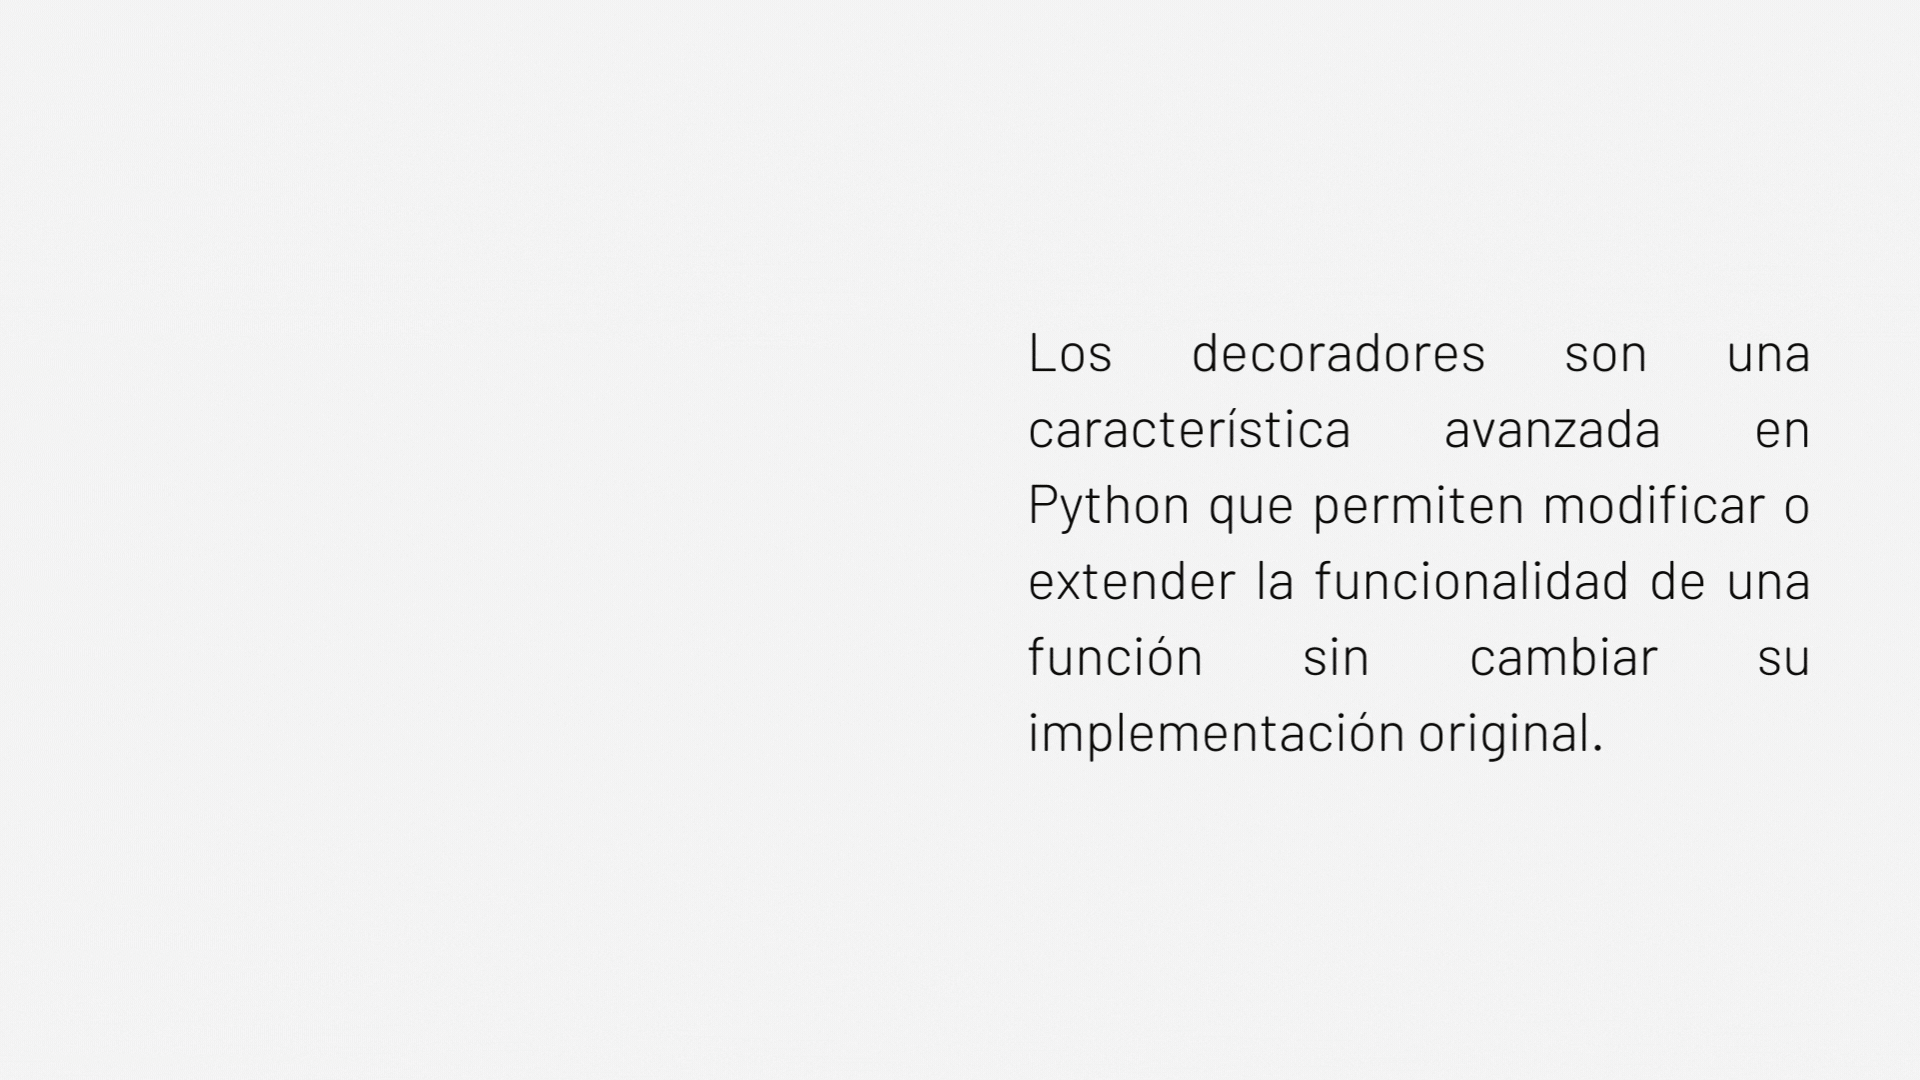 Los decoradores son una
característica avanzada en
Python que permiten modificar o
extender la funcionalidad de una
función sin cambiar su
implementación original.